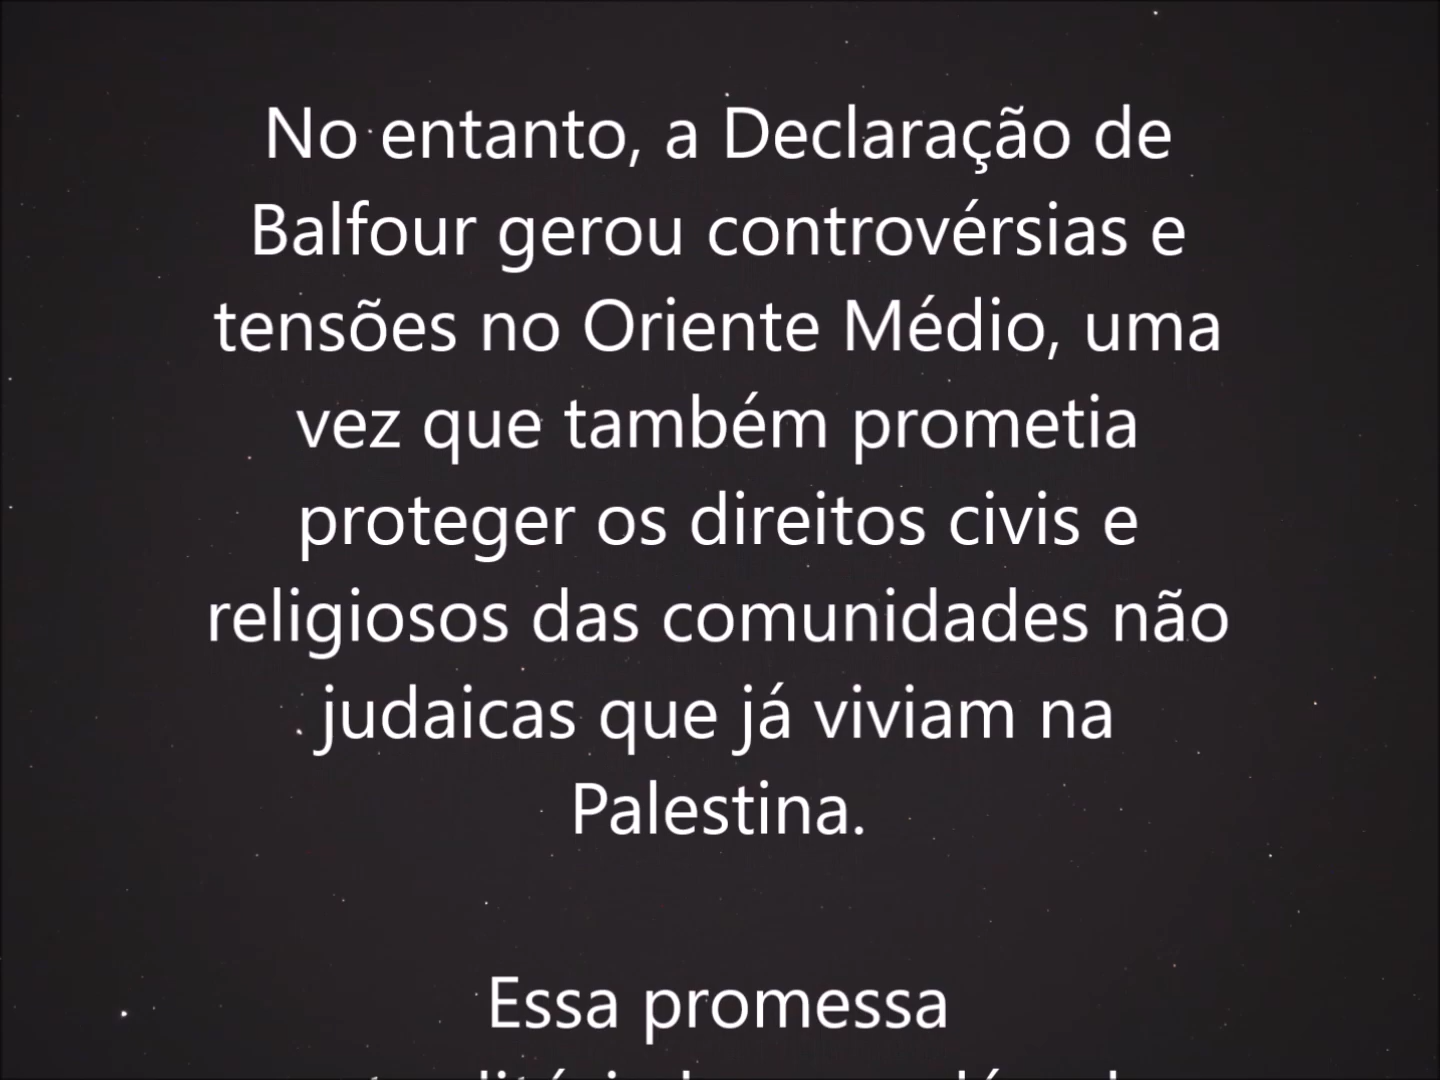 No entanto, a Declaração de
Balfour gerou controvérsias e
tensões no Oriente Médio, uma
vez que também prometia
proteger os direitos civis e
religiosos das comunidades não
judaicas que já viviam na
Palestina.
Essa promessa